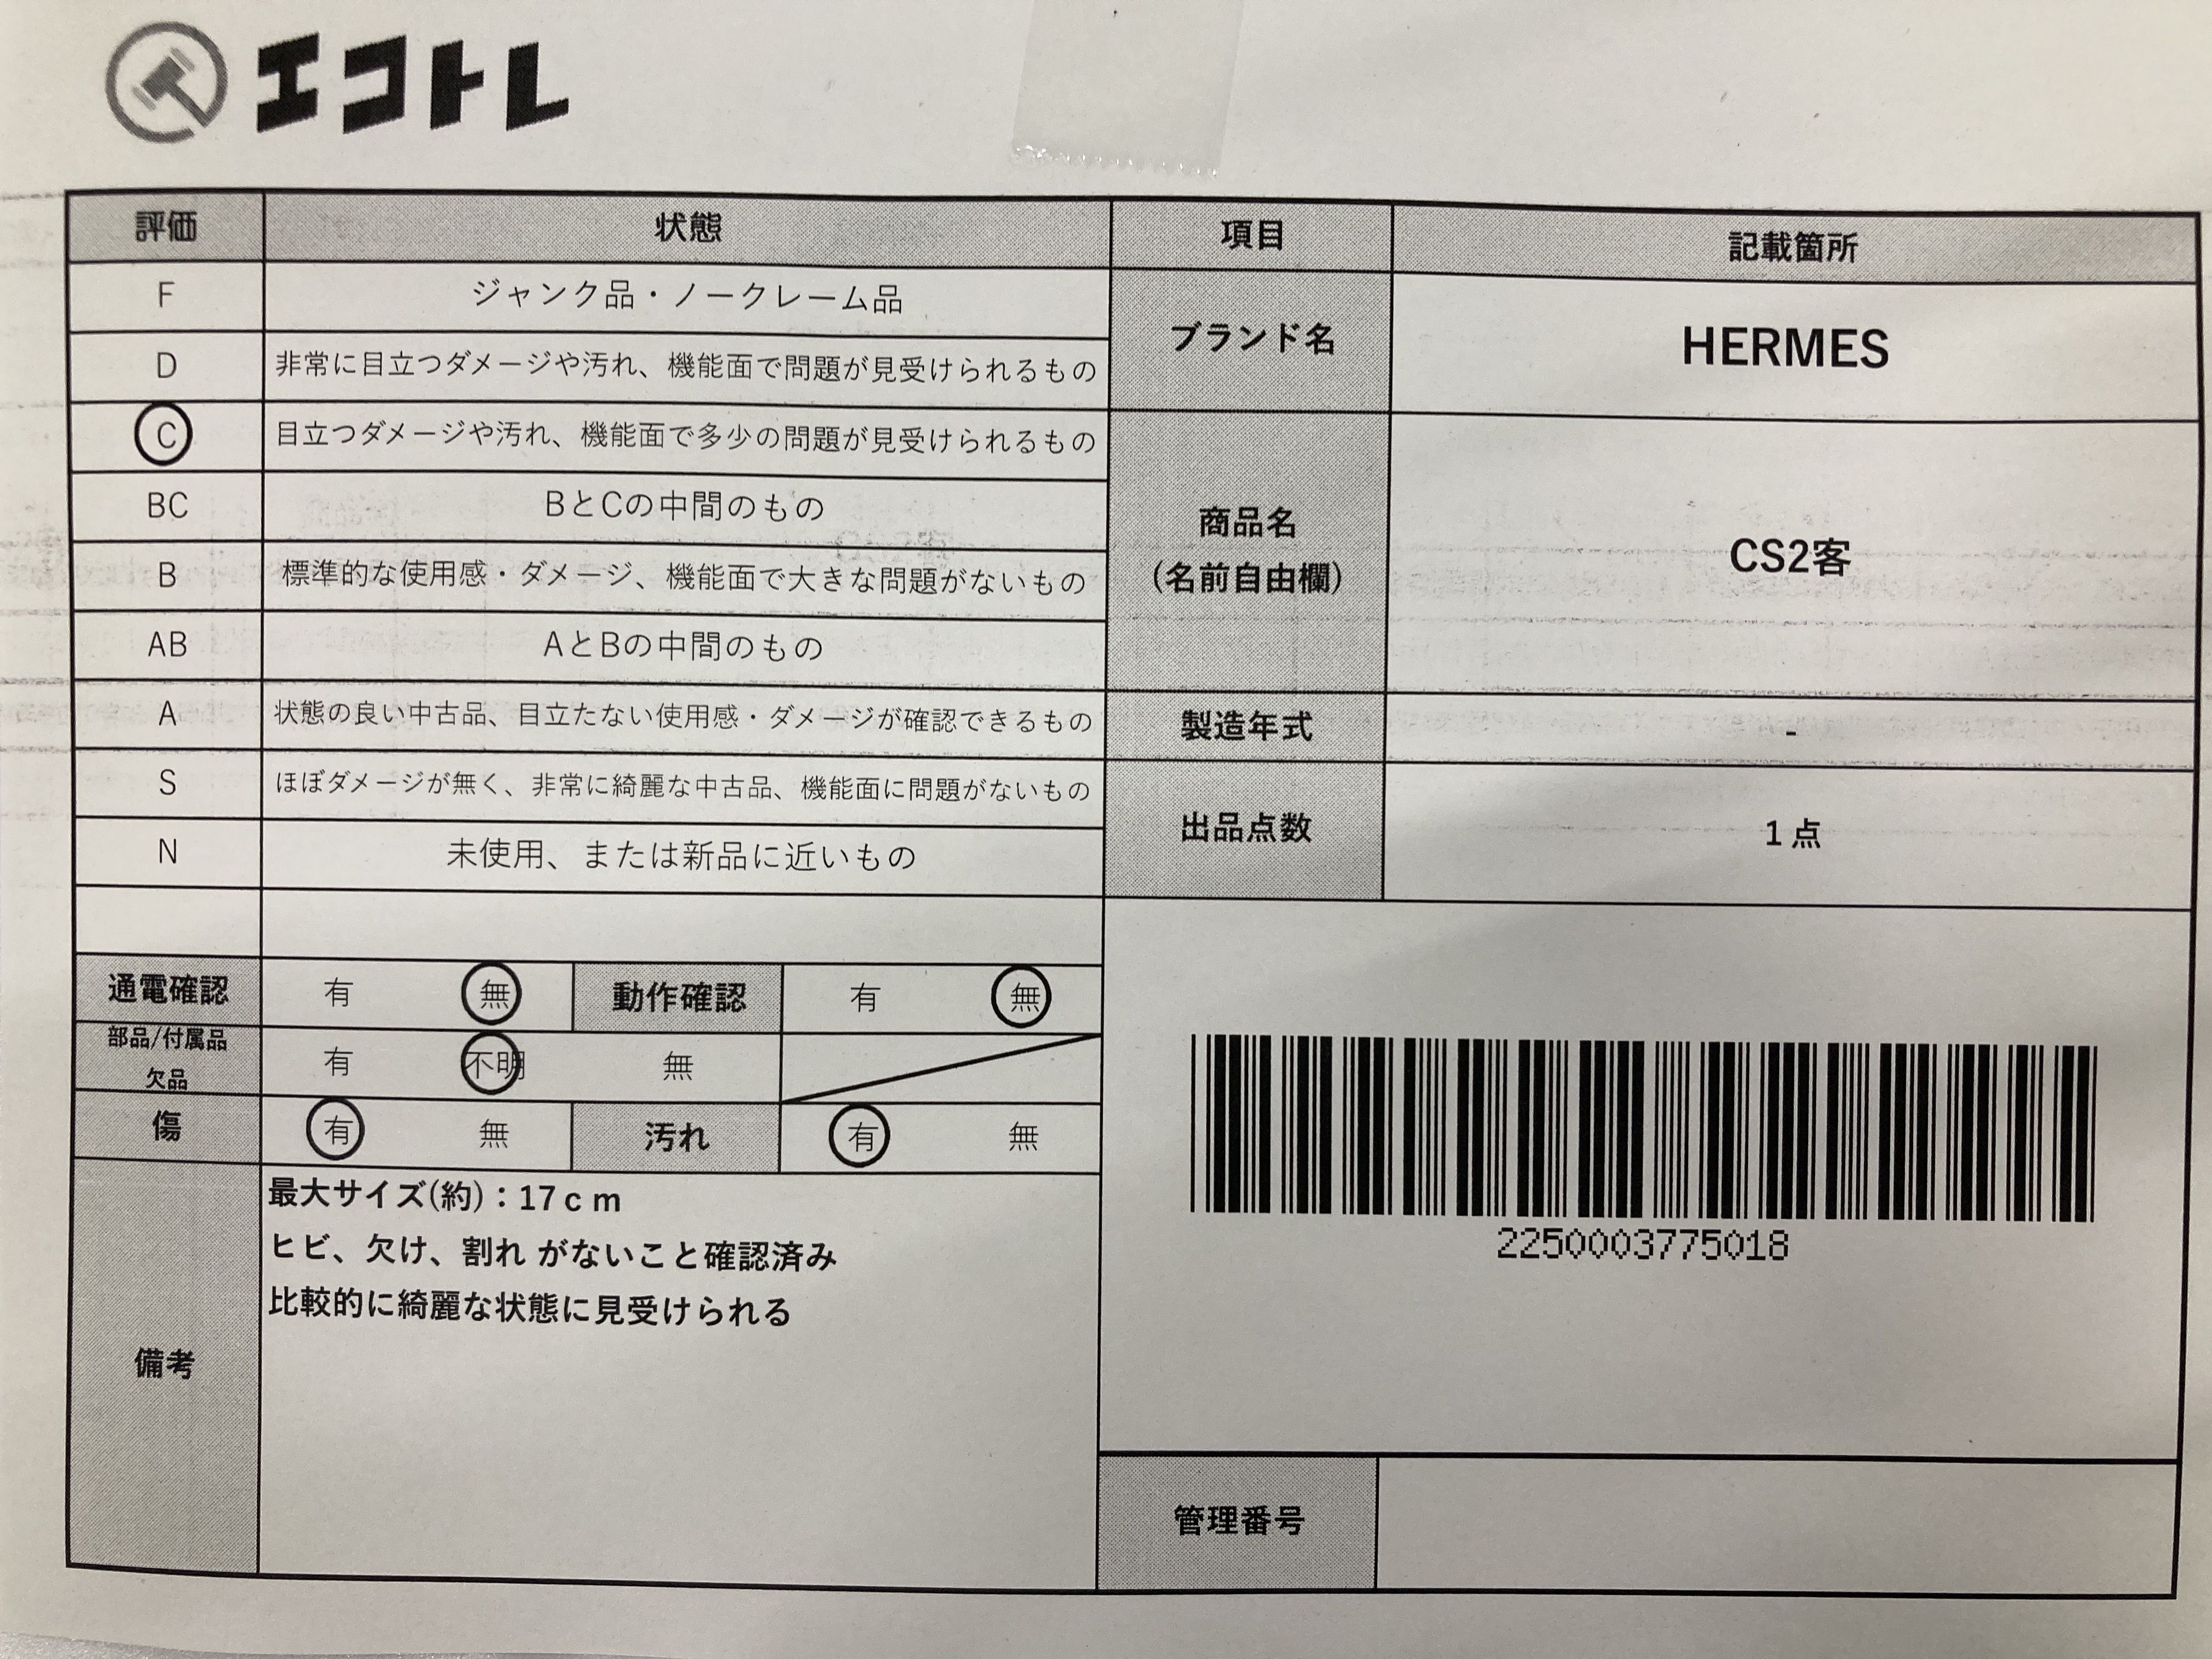 エコトレ
評価 状態 項目 記載箇所
F ジャンク品・ノークレーム品
D 非常に目立つダメージや汚れ、機能面で問題が見受けられるもの
C 目立つダメージや汚れ、機能面で多少の問題が見受けられるもの
BC BとCの中間のもの
B 標準的な使用感・ダメージ、機能面で大きな問題がないもの
AB AとBの中間のもの
A 状態の良い中古品、目立たない使用感・ダメージが確認できるもの
S ほぼダメージが無く、非常に綺麗な中古品、機能面に問題がないもの
N 未使用、または新品に近いもの
ブランド名 HERMES
商品名
(名前自由欄) CS2客
製造年式 -
出品点数 1点
通電確認 有 無 動作確認 有 無
部品/付属品
欠品 有 不明 無
傷 有 無 汚れ 有 無
備考
最大サイズ(約)：17cm
ヒビ、欠け、割れ がないこと確認済み
比較的に綺麗な状態に見受けられる
2250003775018
管理番号